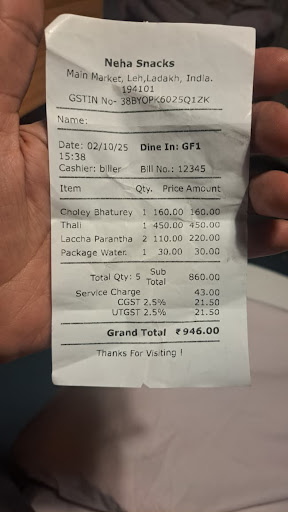 Neha Snacks
Main Market, Leh,Ladakh, India.
194101
GSTIN No- 38BYOPK6025Q1ZK
Name:
Date: 02/10/25 Dine In: GF1
15:38
Cashier: biller Bill No.: 12345
Item Qty. Price Amount
Choley Bhaturey 1 160.00 160.00
Thali 1 450.00 450.00
Laccha Parantha 2 110.00 220.00
Package Water 1 30.00 30.00
Total Qty: 5 Sub Total 860.00
Service Charge 43.00
CGST 2.5% 21.50
UTGST 2.5% 21.50
Grand Total ₹946.00
Thanks For Visiting !